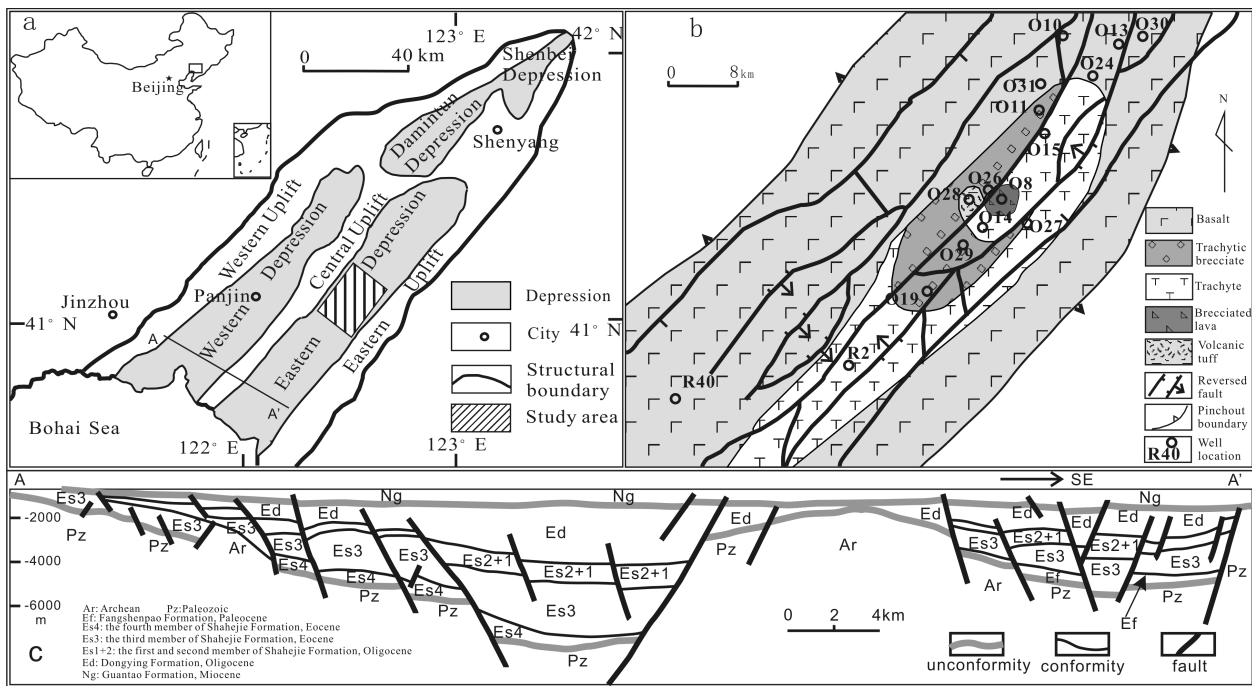 a
Beijing
0 40 km
123° E
42° N
Shenbei
Depression
Damintun
Depression
Shenyang
Western Uplift
Western Depression
Central Uplift
Eastern Depression
Eastern Uplift
Jinzhou
Panjin
41° N
41° N
A
A'
Bohai Sea
122° E
123° E
Depression
City
Structural
boundary
Study area
b
0 8km
N
O10
O13
O30
O24
O31
O11
O15
O26
O8
O28
O14
O27
O29
O19
R2
R40
Basalt
Trachytic
brecciate
Trachyte
Brecciated
lava
Volcanic
tuff
Reversed
fault
Pinchout
boundary
R40
Well
location
A
SE
A'
Es3 Ng Ng Ng
-2000
-4000
-6000
m
Pz Pz Es3 Es3 Ar
Ed Es3 Es4
Ed Es3 Es4
Es3 Es4 Pz Pz
Ed
Es2+1 Es2+1 Es2+1
Es3
Es4
Pz
Ed Pz
Ar
Ed Ed Ed Ed
Es3 Es2+1 Es3 Es2+1 Es3 Es3
Ar Ef Pz Pz
Ef
c
Ar: Archean Pz:Paleozoic
Ef: Fangshenpao Formation, Paleocene
Es4: the fourth member of Shahejie Formation, Eocene
Es3: the third member of Shahejie Formation, Eocene
Es1+2: the first and second member of Shahejie Formation, Oligocene
Ed: Dongying Formation, Oligocene
Ng: Guantao Formation, Miocene
0 2 4km
unconformity
conformity
fault